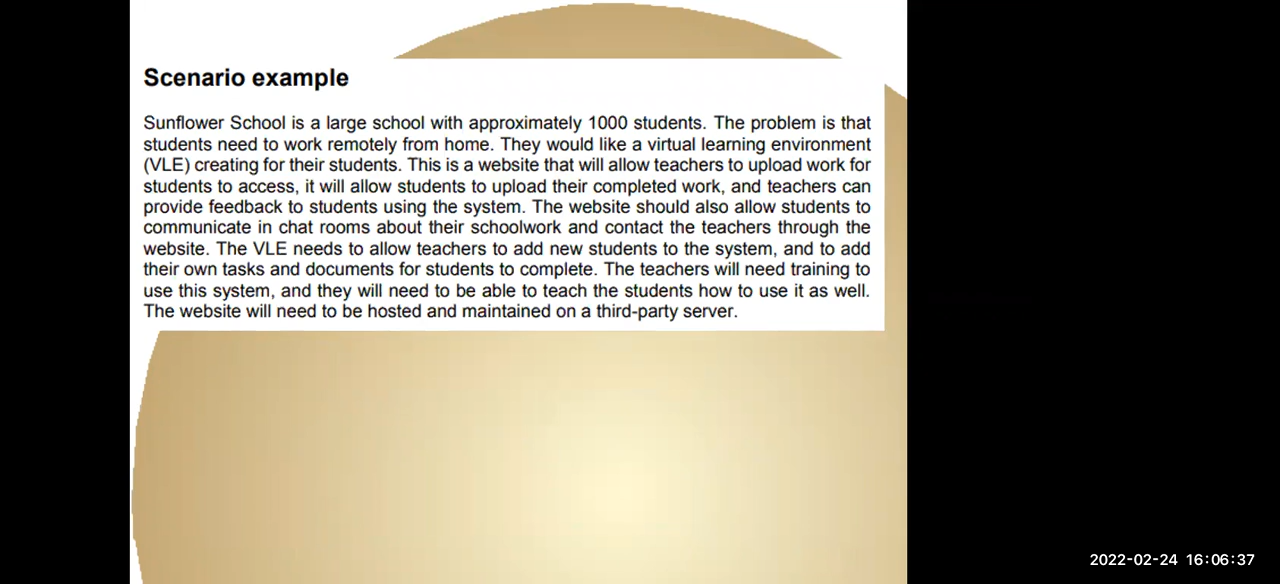 Scenario example
Sunflower School is a large school with approximately 1000 students. The problem is that
students need to work remotely from home. They would like a virtual learning environment
(VLE) creating for their students. This is a website that will allow teachers to upload work for
students to access, it will allow students to upload their completed work, and teachers can
provide feedback to students using the system. The website should also allow students to
communicate in chat rooms about their schoolwork and contact the teachers through the
website. The VLE needs to allow teachers to add new students to the system, and to add
their own tasks and documents for students to complete. The teachers will need training to
use this system, and they will need to be able to teach the students how to use it as well.
The website will need to be hosted and maintained on a third-party server.
2022-02-24 16:06:37